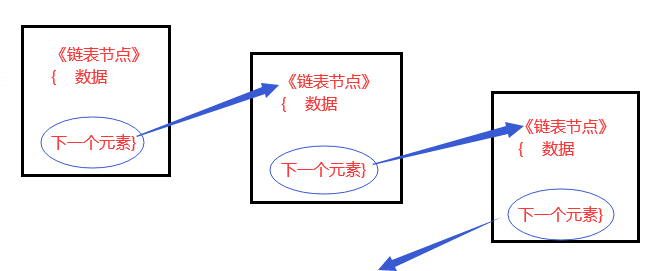 《链表节点》
{ 数据
下一个元素}
《链表节点》
{ 数据
下一个元素}
《链表节点》
{ 数据
下一个元素}